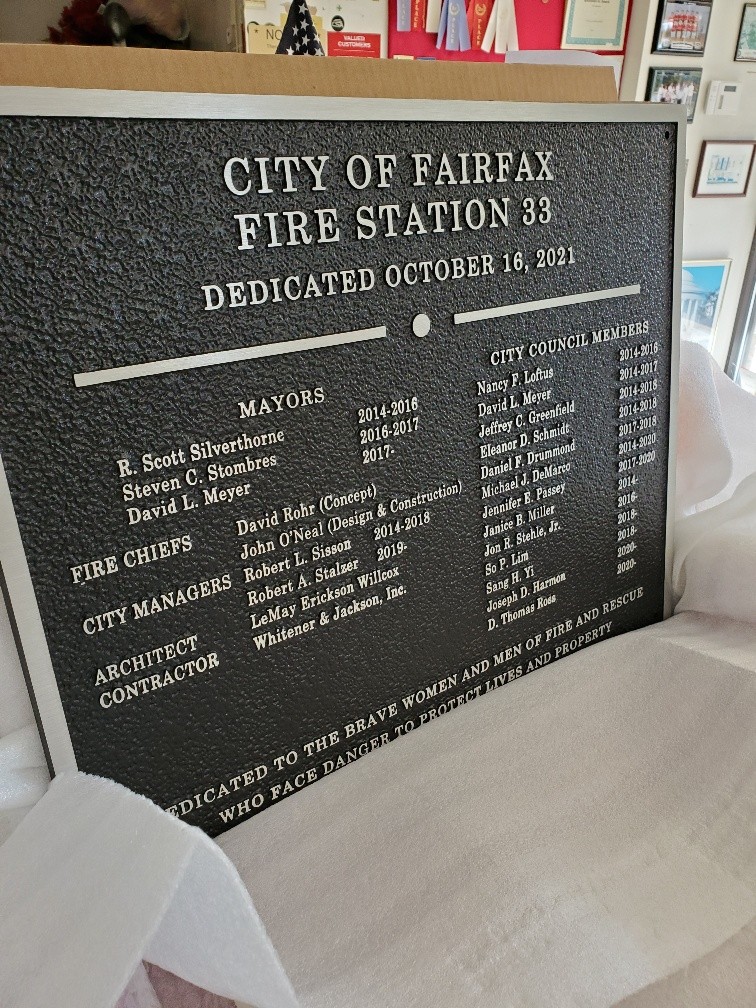 CITY OF FAIRFAX
FIRE STATION 33
DEDICATED OCTOBER 16, 2021
MAYORS
R. Scott Silverthorne 2014-2016
Steven C. Stombres 2016-2017
David L. Meyer 2017-
FIRE CHIEFS David Rohr (Concept)
John O'Neal (Design & Construction)
CITY MANAGERS Robert L. Sisson 2014-2018
Robert A. Stalzer 2019-
ARCHITECT LeMay Erickson Willcox
CONTRACTOR Whitener & Jackson, Inc.
CITY COUNCIL MEMBERS
Nancy F. Loftus 2014-2016
David L. Meyer 2014-2017
Jeffrey C. Greenfield 2014-2018
Eleanor D. Schmidt 2014-2018
Daniel F. Drummond 2017-2018
Michael J. DeMarco 2014-2020
Jennifer E. Passey 2017-2020
Janice B. Miller 2014-
Jon R. Stehle, Jr. 2016-
So P. Lim 2018-
Sang H. Yi 2018-
Joseph D. Harmon 2020-
D. Thomas Ross 2020-
DEDICATED TO THE BRAVE WOMEN AND MEN OF FIRE AND RESCUE
WHO FACE DANGER TO PROTECT LIVES AND PROPERTY
VALUED
CUSTOMERS